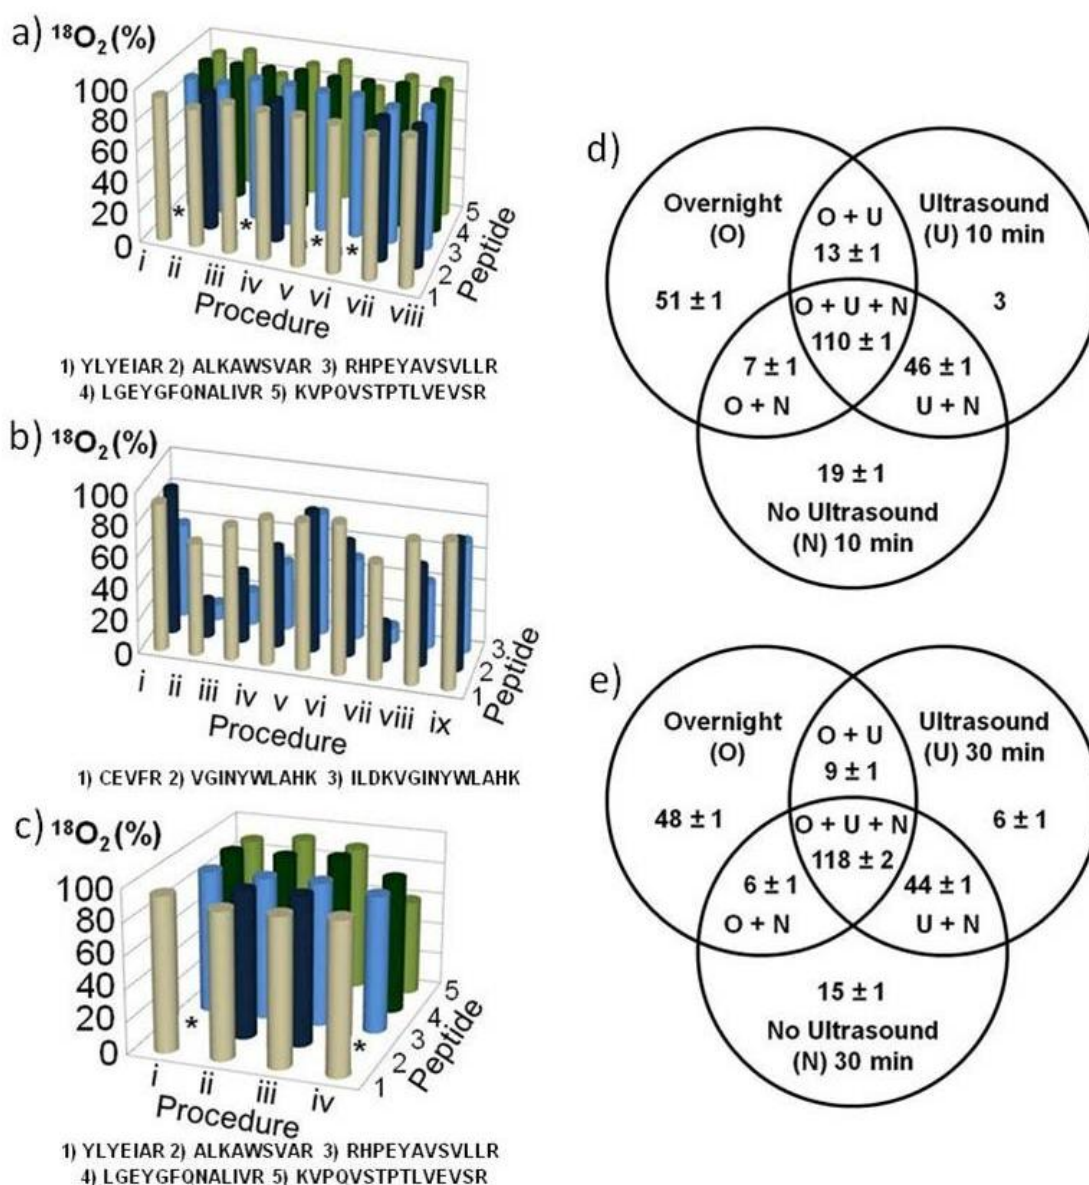 a) ¹⁸O₂ (%)
100
80
60
40
20
0
* * * *
i ii iii iv v vi vii viii
Procedure
1 2 3 4 5
Peptide
1) YLYEIAR 2) ALKAWSVAR 3) RHPEYAVSVLLR
4) LGEYGFQNALIVR 5) KVPQVSTPTLVEVSR
b) ¹⁸O₂ (%)
100
80
60
40
20
0
i ii iii iv v vi vii viii ix
Procedure
1 2 3
Peptide
1) CEVFR 2) VGINYWLAHK 3) ILDKVGINYWLAHK
c) ¹⁸O₂ (%)
100
80
60
40
20
0
* *
i ii iii iv
Procedure
1 2 3 4 5
Peptide
1) YLYEIAR 2) ALKAWSVAR 3) RHPEYAVSVLLR
4) LGEYGFQNALIVR 5) KVPQVSTPTLVEVSR
d)
Overnight
(O)
51 ± 1
O + U
13 ± 1
Ultrasound
(U) 10 min
3
O + U + N
110 ± 1
7 ± 1
O + N
46 ± 1
U + N
19 ± 1
No Ultrasound
(N) 10 min
e)
Overnight
(O)
48 ± 1
O + U
9 ± 1
Ultrasound
(U) 30 min
6 ± 1
O + U + N
118 ± 2
6 ± 1
O + N
44 ± 1
U + N
15 ± 1
No Ultrasound
(N) 30 min